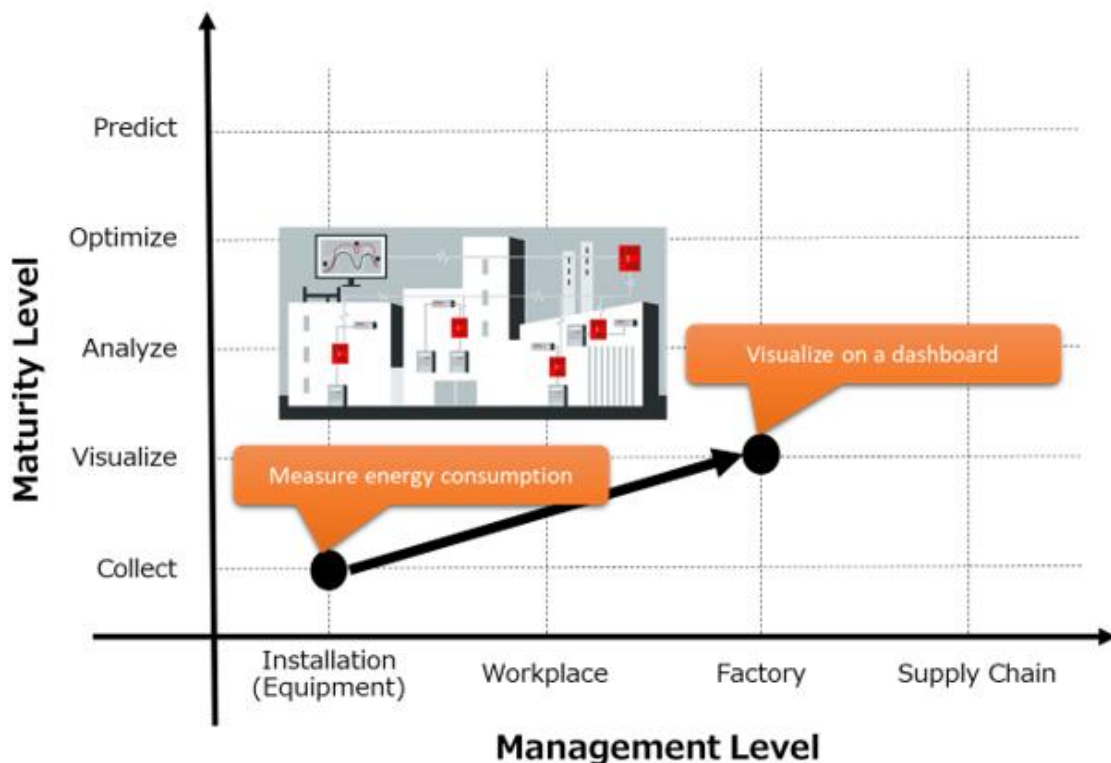 Maturity Level
Predict
Optimize
Analyze
Visualize
Collect
Visualize on a dashboard
Measure energy consumption
Installation
(Equipment)
Workplace
Factory
Supply Chain
Management Level